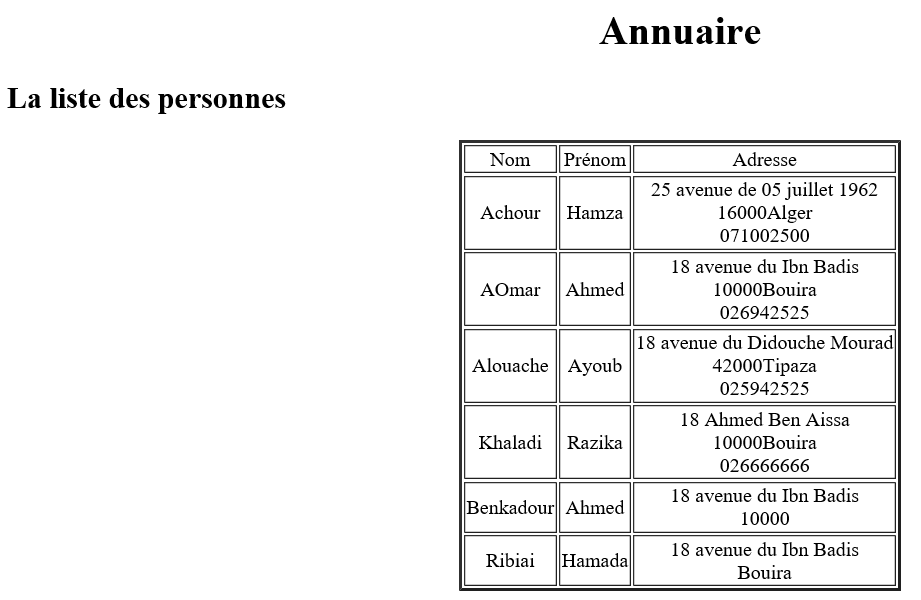 Annuaire
La liste des personnes
Nom Prénom Adresse
Achour Hamza 25 avenue de 05 juillet 1962
16000Alger
071002500
AOmar Ahmed 18 avenue du Ibn Badis
10000Bouira
026942525
Alouache Ayoub 18 avenue du Didouche Mourad
42000Tipaza
025942525
Khaladi Razika 18 Ahmed Ben Aissa
10000Bouira
026666666
Benkadour Ahmed 18 avenue du Ibn Badis
10000
Ribiai Hamada 18 avenue du Ibn Badis
Bouira